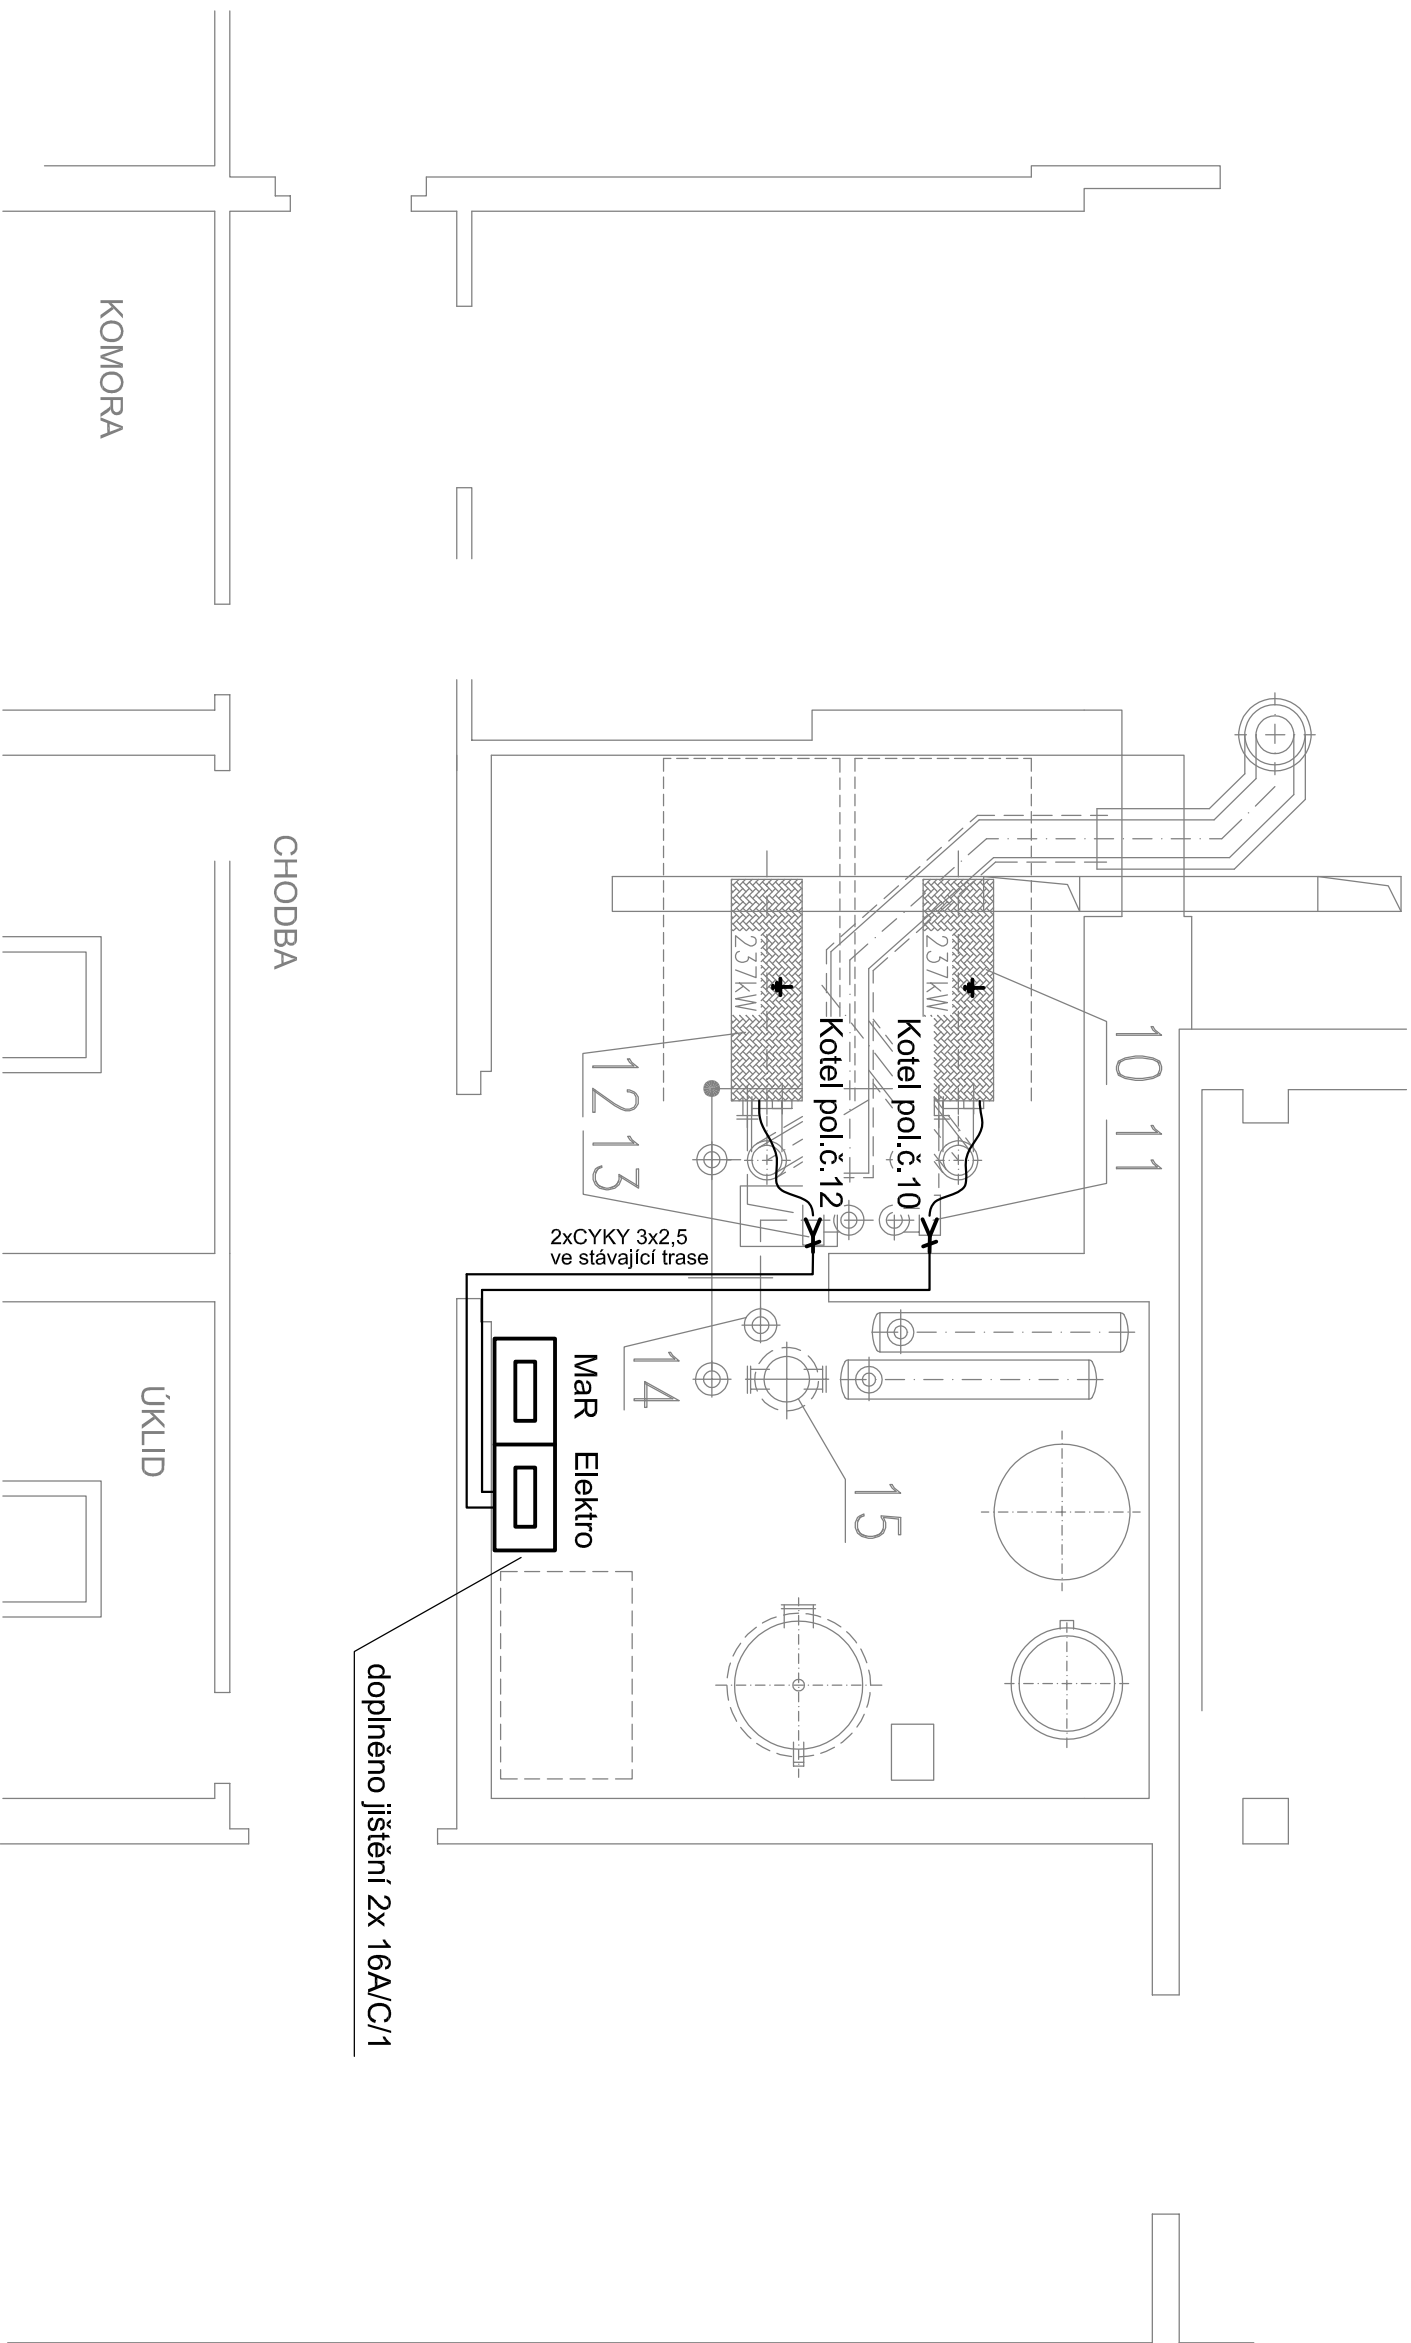 KOMORA
CHODBA
ÚKLID
237kW
237kW
10
11
12
13
Kotel pol.č.10
Kotel pol.č.12
2xCYKY 3x2,5
ve stávající trase
14
15
MaR
Elektro
doplněno jištění 2x 16A/C/1